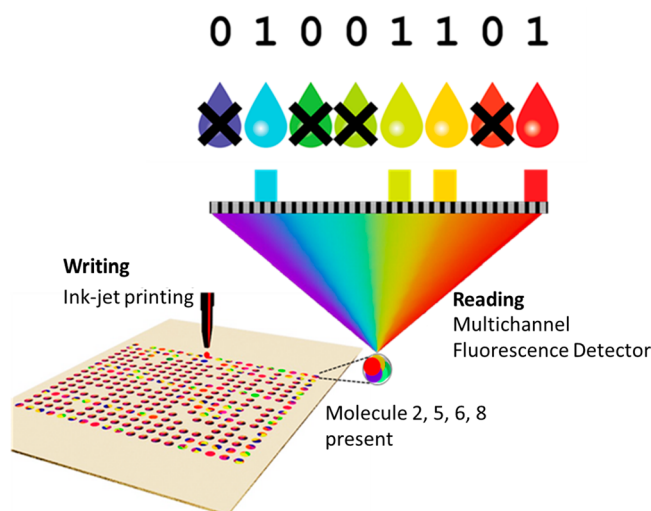 0 1 0 0 1 1 0 1
Writing
Ink-jet printing
Reading
Multichannel
Fluorescence Detector
Molecule 2, 5, 6, 8
present